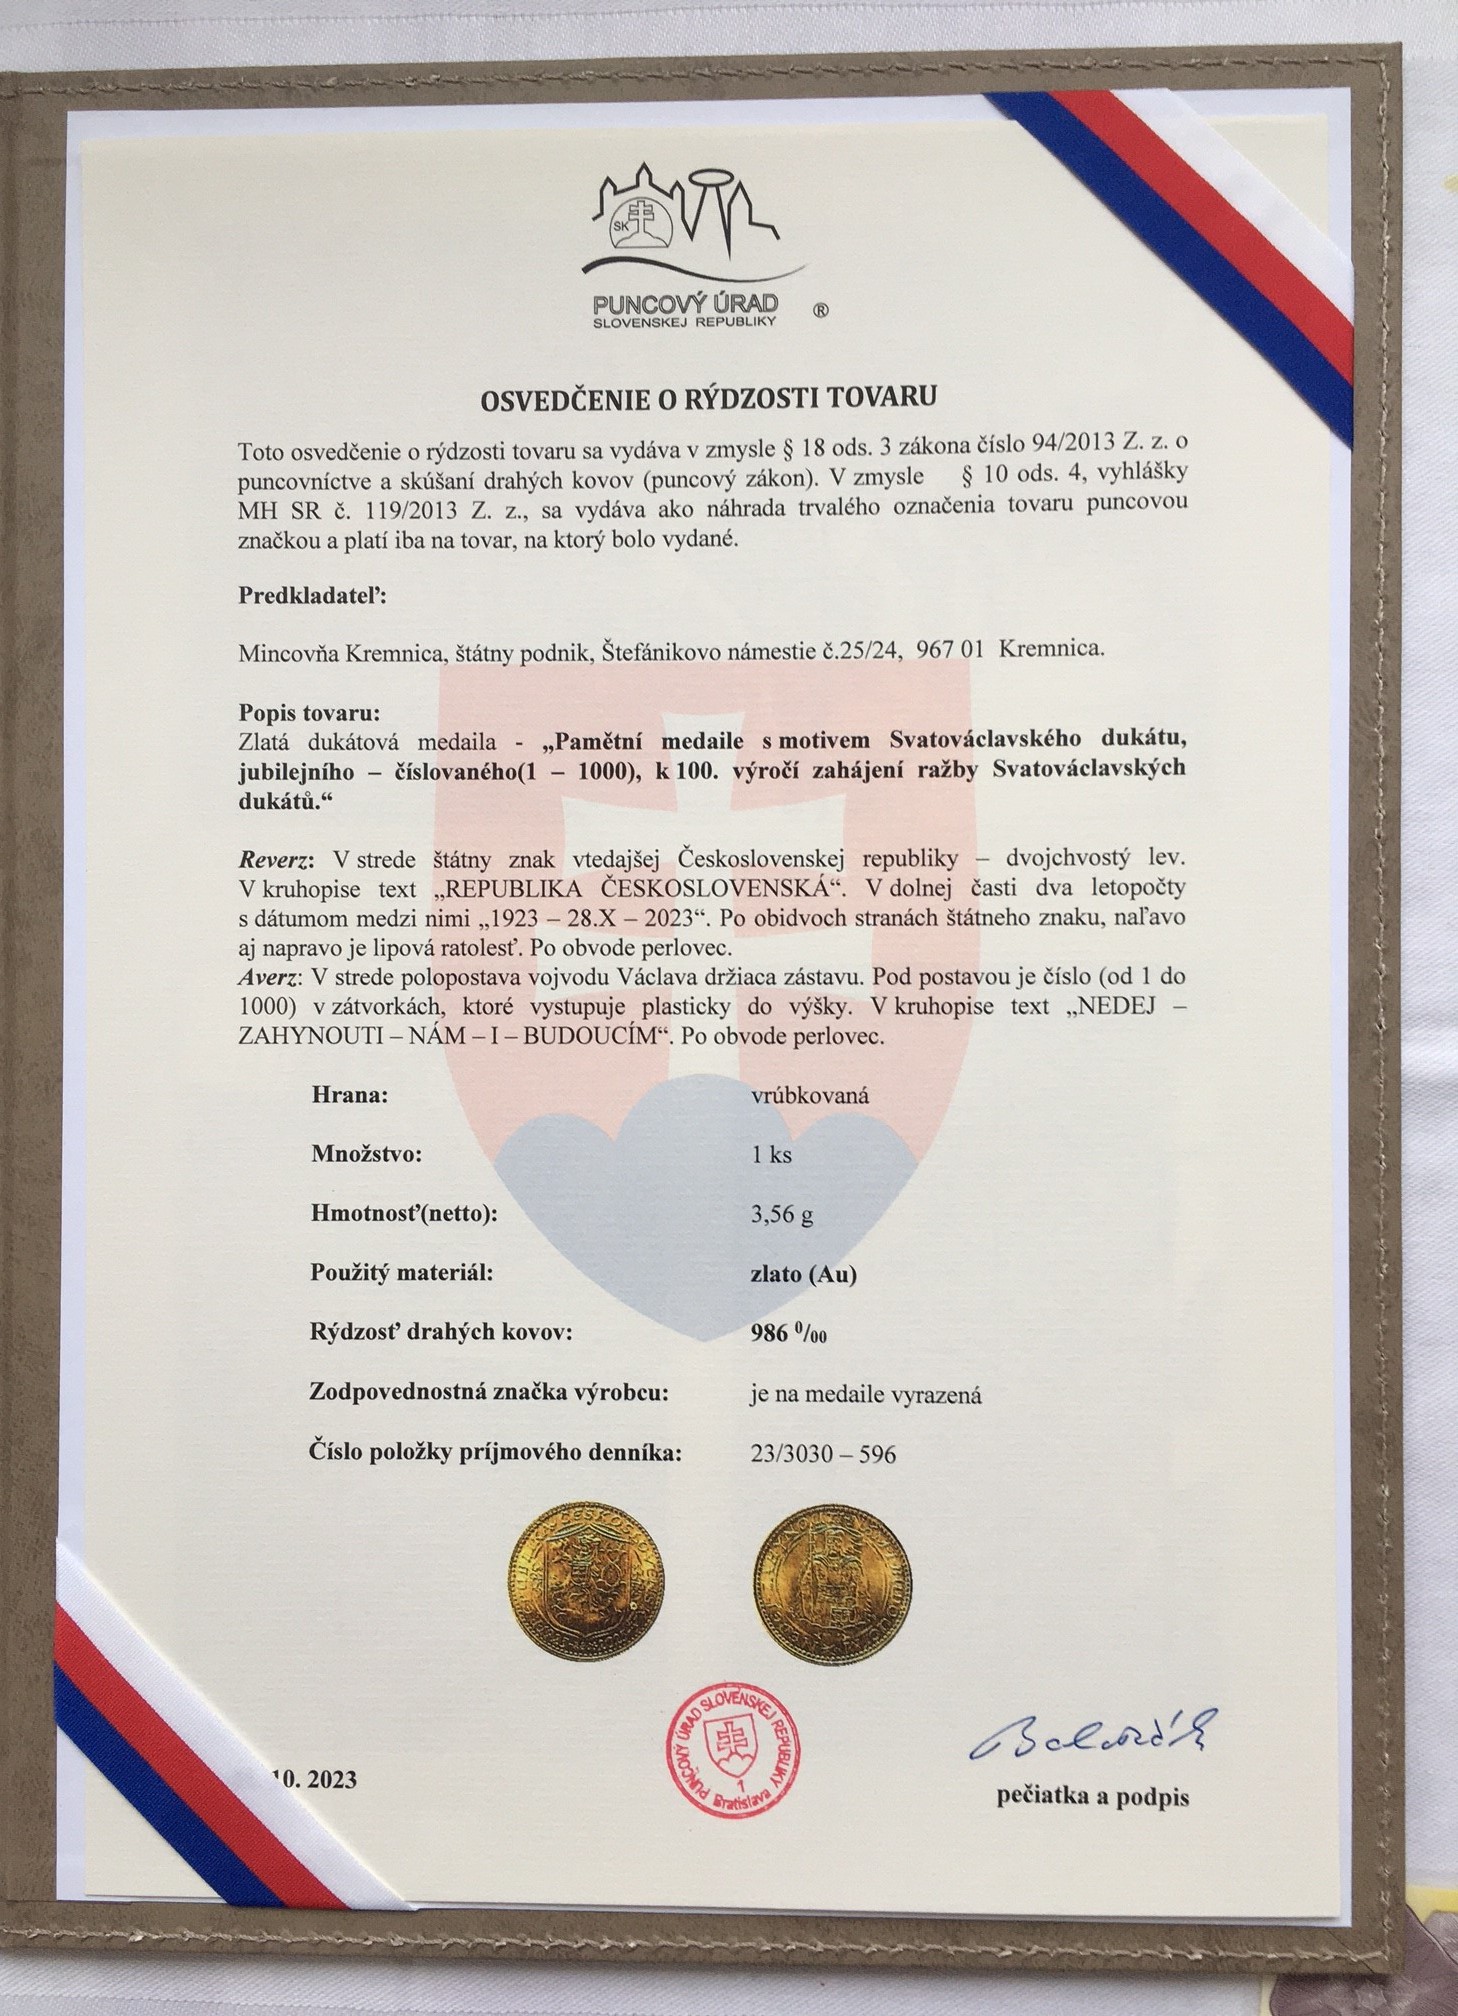 SK
PUNCOVÝ ÚRAD
SLOVENSKEJ REPUBLIKY ®
OSVEDČENIE O RÝDZOSTI TOVARU
Toto osvedčenie o rýdzosti tovaru sa vydáva v zmysle § 18 ods. 3 zákona číslo 94/2013 Z. z. o
puncovníctve a skúšaní drahých kovov (puncový zákon). V zmysle § 10 ods. 4, vyhlášky
MH SR č. 119/2013 Z. z., sa vydáva ako náhrada trvalého označenia tovaru puncovou
značkou a platí iba na tovar, na ktorý bolo vydané.
Predkladateľ:
Mincovňa Kremnica, štátny podnik, Štefánikovo námestie č.25/24, 967 01 Kremnica.
Popis tovaru:
Zlatá dukátová medaila - „Pamětní medaile s motivem Svatováclavského dukátu,
jubilejního – číslovaného(1 – 1000), k 100. výročí zahájení ražby Svatováclavských
dukátů.“
Reverz: V strede štátny znak vtedajšej Československej republiky – dvojchvostý lev.
V kruhopise text „REPUBLIKA ČESKOSLOVENSKÁ“. V dolnej časti dva letopočty
s dátumom medzi nimi „1923 – 28.X – 2023“. Po obidvoch stranách štátneho znaku, naľavo
aj napravo je lipová ratolesť. Po obvode perlovec.
Averz: V strede polopostava vojvodu Václava držiaca zástavu. Pod postavou je číslo (od 1 do
1000) v zátvorkách, ktoré vystupuje plasticky do výšky. V kruhopise text „NEDEJ –
ZAHYNOUTI – NÁM – I – BUDOUCÍM“. Po obvode perlovec.
Hrana: vrúbkovaná
Množstvo: 1 ks
Hmotnosť(netto): 3,56 g
Použitý materiál: zlato (Au)
Rýdzosť drahých kovov: 986 ⁰/₀₀
Zodpovednostná značka výrobcu: je na medaile vyrazená
Číslo položky príjmového denníka: 23/3030 – 596
PUNCOVÝ ÚRAD SLOVENSKEJ REPUBLIKY
1
Bratislava
10. 2023
pečiatka a podpis